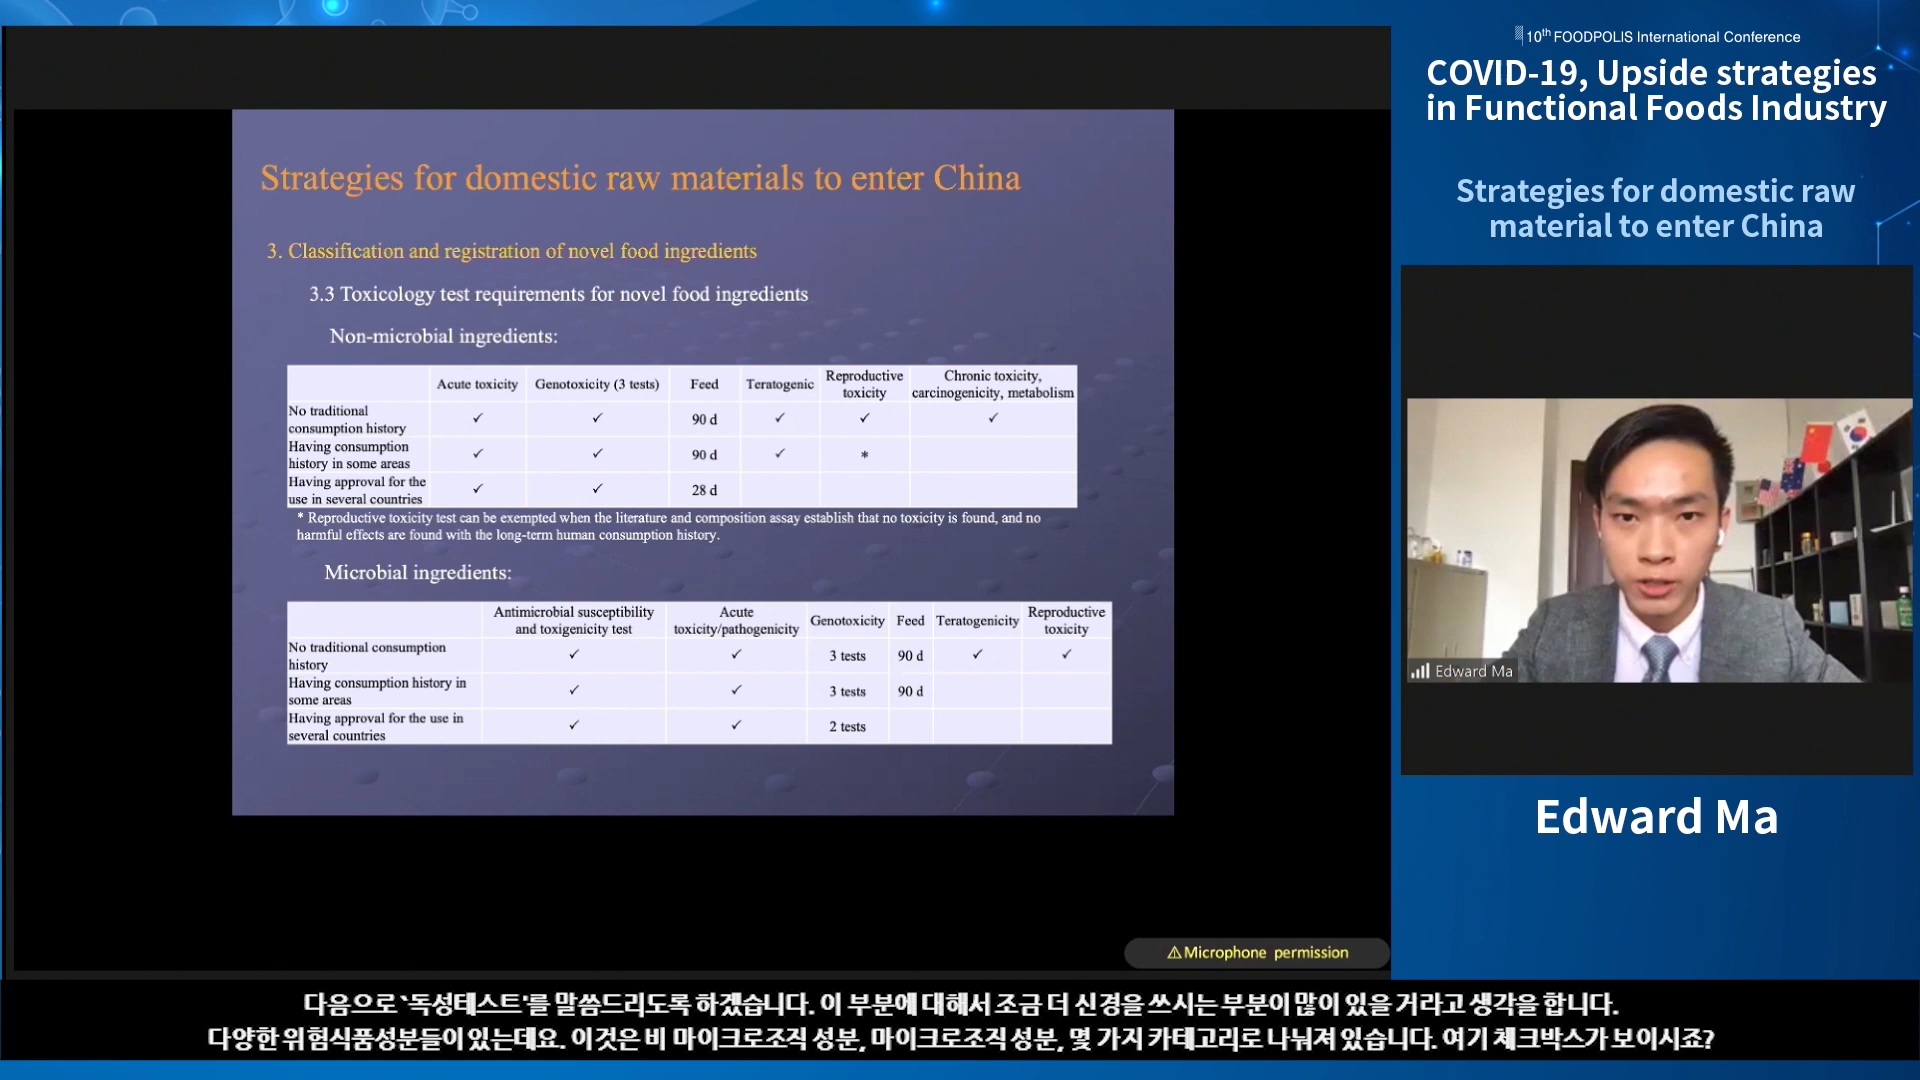 10th FOODPOLIS International Conference
COVID-19, Upside strategies
in Functional Foods Industry
Strategies for domestic raw
material to enter China
Strategies for domestic raw materials to enter China
3. Classification and registration of novel food ingredients
3.3 Toxicology test requirements for novel food ingredients
Non-microbial ingredients:
Acute toxicity Genotoxicity (3 tests) Feed Teratogenic Reproductive toxicity Chronic toxicity, carcinogenicity, metabolism
No traditional consumption history ✓ ✓ 90 d ✓ ✓ ✓
Having consumption history in some areas ✓ ✓ 90 d ✓ *
Having approval for the use in several countries ✓ ✓ 28 d
* Reproductive toxicity test can be exempted when the literature and composition assay establish that no toxicity is found, and no
harmful effects are found with the long-term human consumption history.
Microbial ingredients:
Antimicrobial susceptibility and toxigenicity test Acute toxicity/pathogenicity Genotoxicity Feed Teratogenicity Reproductive toxicity
No traditional consumption history ✓ ✓ 3 tests 90 d ✓ ✓
Having consumption history in some areas ✓ ✓ 3 tests 90 d
Having approval for the use in several countries ✓ ✓ 2 tests
Edward Ma
Edward Ma
⚠Microphone permission
다음으로 '독성테스트'를 말씀드리도록 하겠습니다. 이 부분에 대해서 조금 더 신경을 쓰시는 부분이 많이 있을 거라고 생각을 합니다.
다양한 위험식품성분들이 있는데요. 이것은 비 마이크로조직 성분, 마이크로조직 성분, 몇 가지 카테고리로 나눠져 있습니다. 여기 체크박스가 보이시죠?